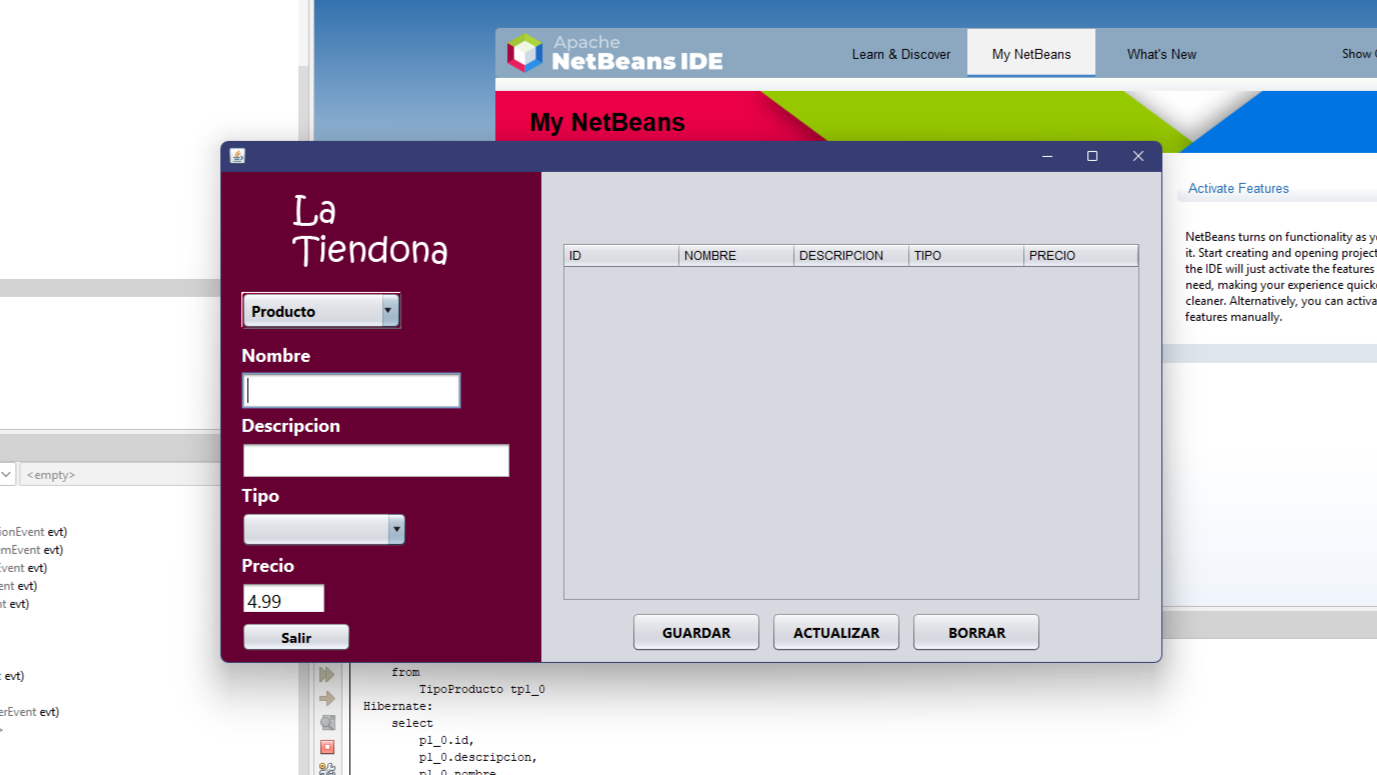 Apache
NetBeans IDE
Learn & Discover
My NetBeans
What's New
Show
My NetBeans
Activate Features
NetBeans turns on functionality as
it. Start creating and opening project
the IDE will just activate the features
need, making your experience
cleaner. Alternatively, you can
features manually.
La
Tiendona
Producto
Nombre
Descripcion
Tipo
Precio
4.99
Salir
ID
NOMBRE
DESCRIPCION
TIPO
PRECIO
GUARDAR
ACTUALIZAR
BORRAR
<empty>
ionEvent evt)
mEvent evt)
Event evt)
ent evt)
nt evt)
evt)
erEvent evt)
from
TipoProducto tp1_0
Hibernate:
select
p1_0.id,
p1_0.descripcion,
p1_0.nombre